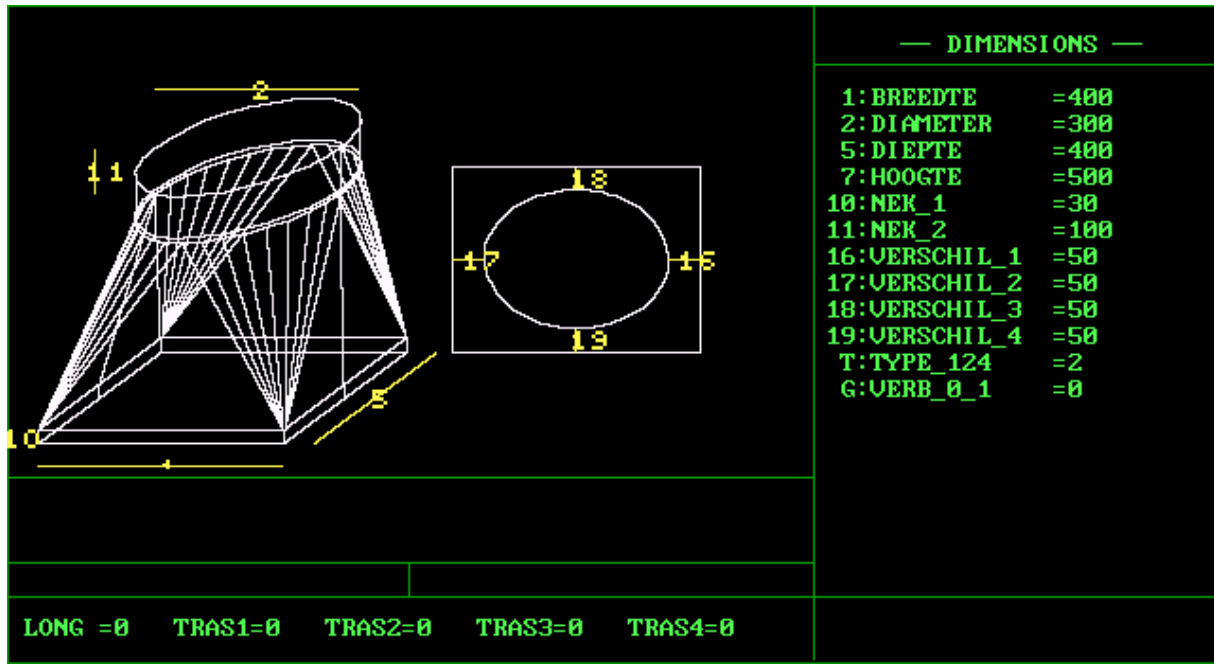 2
11
10
1
5
18
17
16
19
— DIMENSIONS —
1:BREEDTE =400
2:DIAMETER =300
5:DIEPTE =400
7:HOOGTE =500
10:NEK_1 =30
11:NEK_2 =100
16:VERSCHIL_1 =50
17:VERSCHIL_2 =50
18:VERSCHIL_3 =50
19:VERSCHIL_4 =50
T:TYPE_124 =2
G:VERB_0_1 =0
LONG =0 TRAS1=0 TRAS2=0 TRAS3=0 TRAS4=0